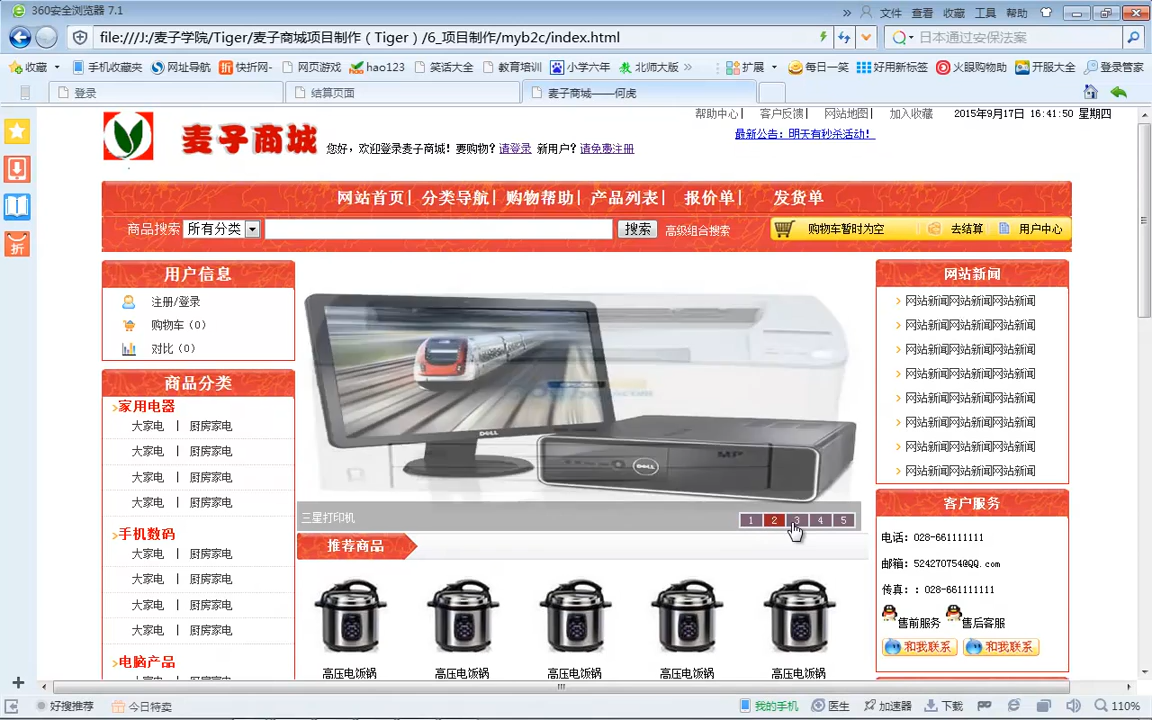 360安全浏览器 7.1
» 文件 查看 收藏 工具 帮助
file:///J:/麦子学院/Tiger/麦子商城项目制作（Tiger）/6_项目制作/myb2c/index.html
日本通过安保法案
收藏 手机收藏夹 网址导航 快折网- 网页游戏 hao123 笑话大全 教育培训 小学六年 北师大版 » 扩展 每日一笑 好用新标签 火眼购物助 开服大全 登录管家
登录 结算页面 麦子商城——何虎
帮助中心| 客户反馈| 网站地图| 加入收藏 2015年9月17日 16:41:50 星期四
最新公告：明天有秒杀活动！
麦子商城 您好，欢迎登录麦子商城！要购物？请登录 新用户？请免费注册
折
网站首页| 分类导航| 购物帮助| 产品列表| 报价单| 发货单
商品搜索 所有分类 搜索 高级组合搜索 购物车暂时为空 去结算 用户中心
用户信息
注册/登录
购物车（0）
对比（0）
商品分类
家用电器
大家电 | 厨房家电
大家电 | 厨房家电
大家电 | 厨房家电
大家电 | 厨房家电
手机数码
大家电 | 厨房家电
大家电 | 厨房家电
大家电 | 厨房家电
大家电 | 厨房家电
电脑产品
DELL
DELL
三星打印机
1 2 3 4 5
推荐商品
高压电饭锅 高压电饭锅 高压电饭锅 高压电饭锅 高压电饭锅
网站新闻
网站新闻网站新闻网站新闻
网站新闻网站新闻网站新闻
网站新闻网站新闻网站新闻
网站新闻网站新闻网站新闻
网站新闻网站新闻网站新闻
网站新闻网站新闻网站新闻
网站新闻网站新闻网站新闻
网站新闻网站新闻网站新闻
客户服务
电话：028-661111111
邮箱：524270754@QQ.com
传真：：028-661111111
售前服务 售后客服
和我联系 和我联系
好搜推荐 今日特卖 我的手机 医生 加速器 下载 110%